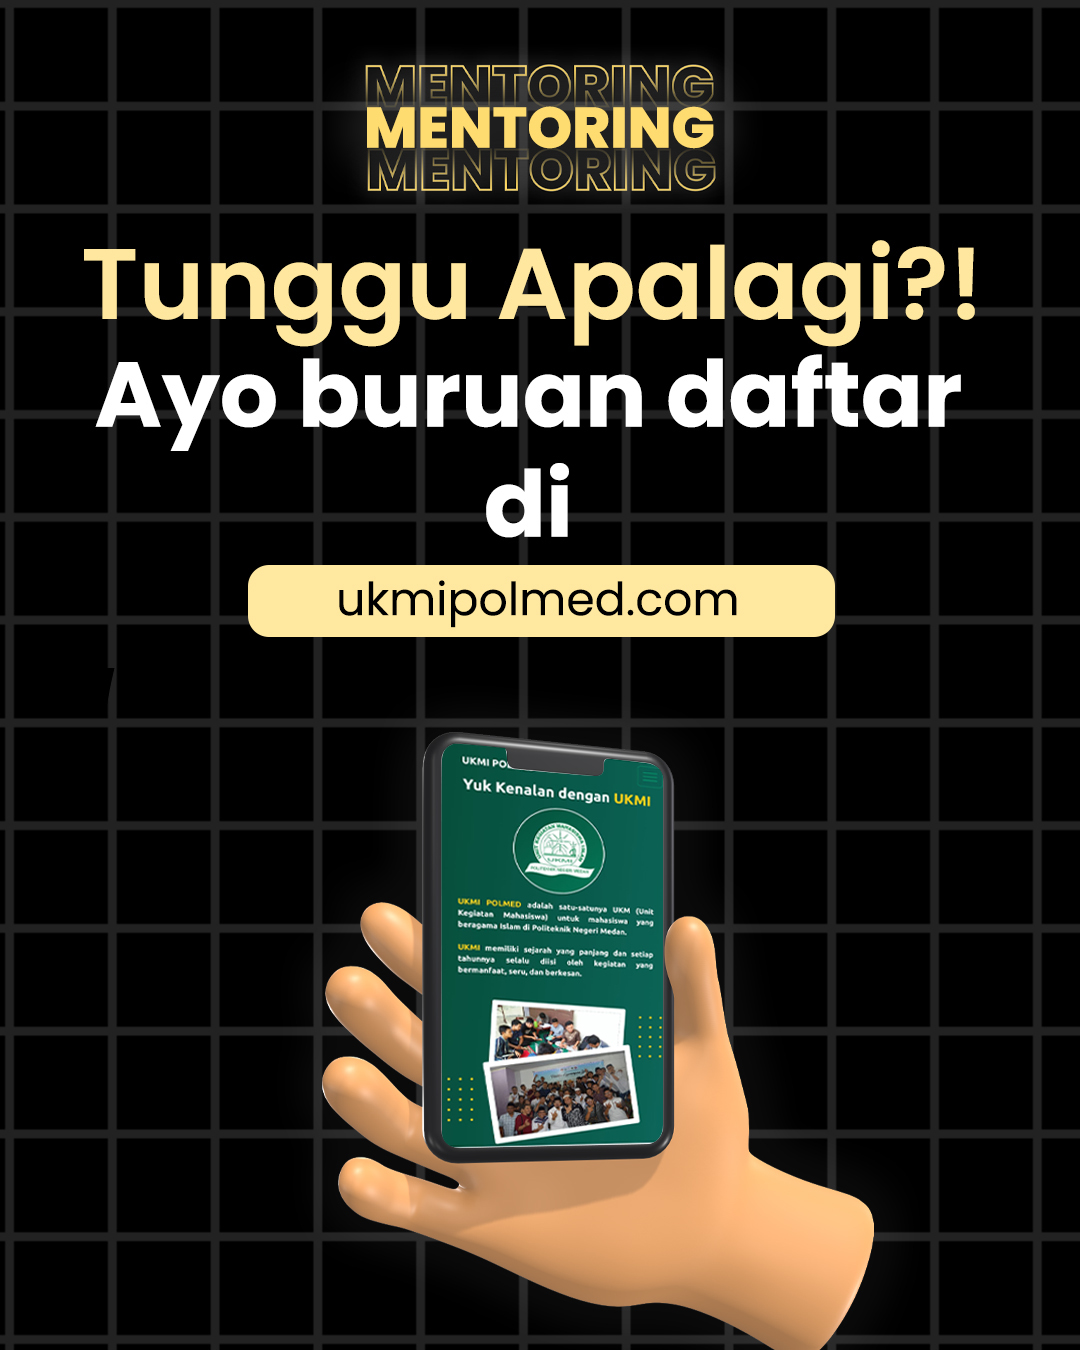 MENTORING
MENTORING
MENTORING
Tunggu Apalagi?!
Ayo buruan daftar
di
ukmipolmed.com
UKMI
Yuk Kenalan dengan UKMI
UKMI POLMED adalah satu-satunya UKM (Unit
Kegiatan Mahasiswa) untuk mahasiswa yang
beragama Islam di Politeknik Negeri Medan.
UKMI memiliki sejarah yang panjang dan setiap
tahunnya selalu diisi oleh kegiatan yang
bermanfaat, seru, dan berkesan.